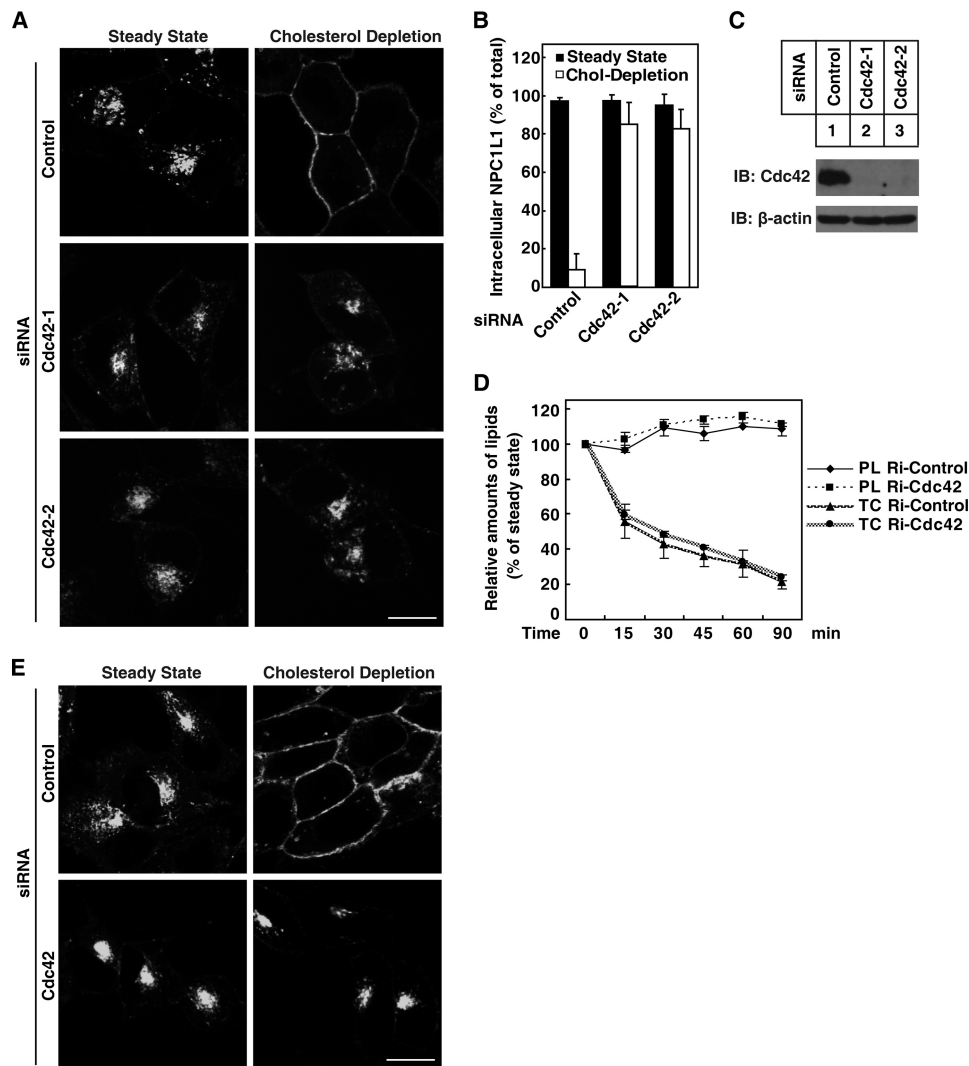 A
Steady State
Cholesterol Depletion
siRNA
Control
Cdc42-1
Cdc42-2
B
Intracellular NPC1L1 (% of total)
120
100
80
60
40
20
0
Steady State
Chol-Depletion
siRNA
Control
Cdc42-1
Cdc42-2
C
siRNA
Control
Cdc42-1
Cdc42-2
1 2 3
IB: Cdc42
IB: β-actin
D
Relative amounts of lipids
(% of steady state)
120
100
80
60
40
20
0
Time 0 15 30 45 60 90 min
PL Ri-Control
PL Ri-Cdc42
TC Ri-Control
TC Ri-Cdc42
E
Steady State
Cholesterol Depletion
siRNA
Control
Cdc42